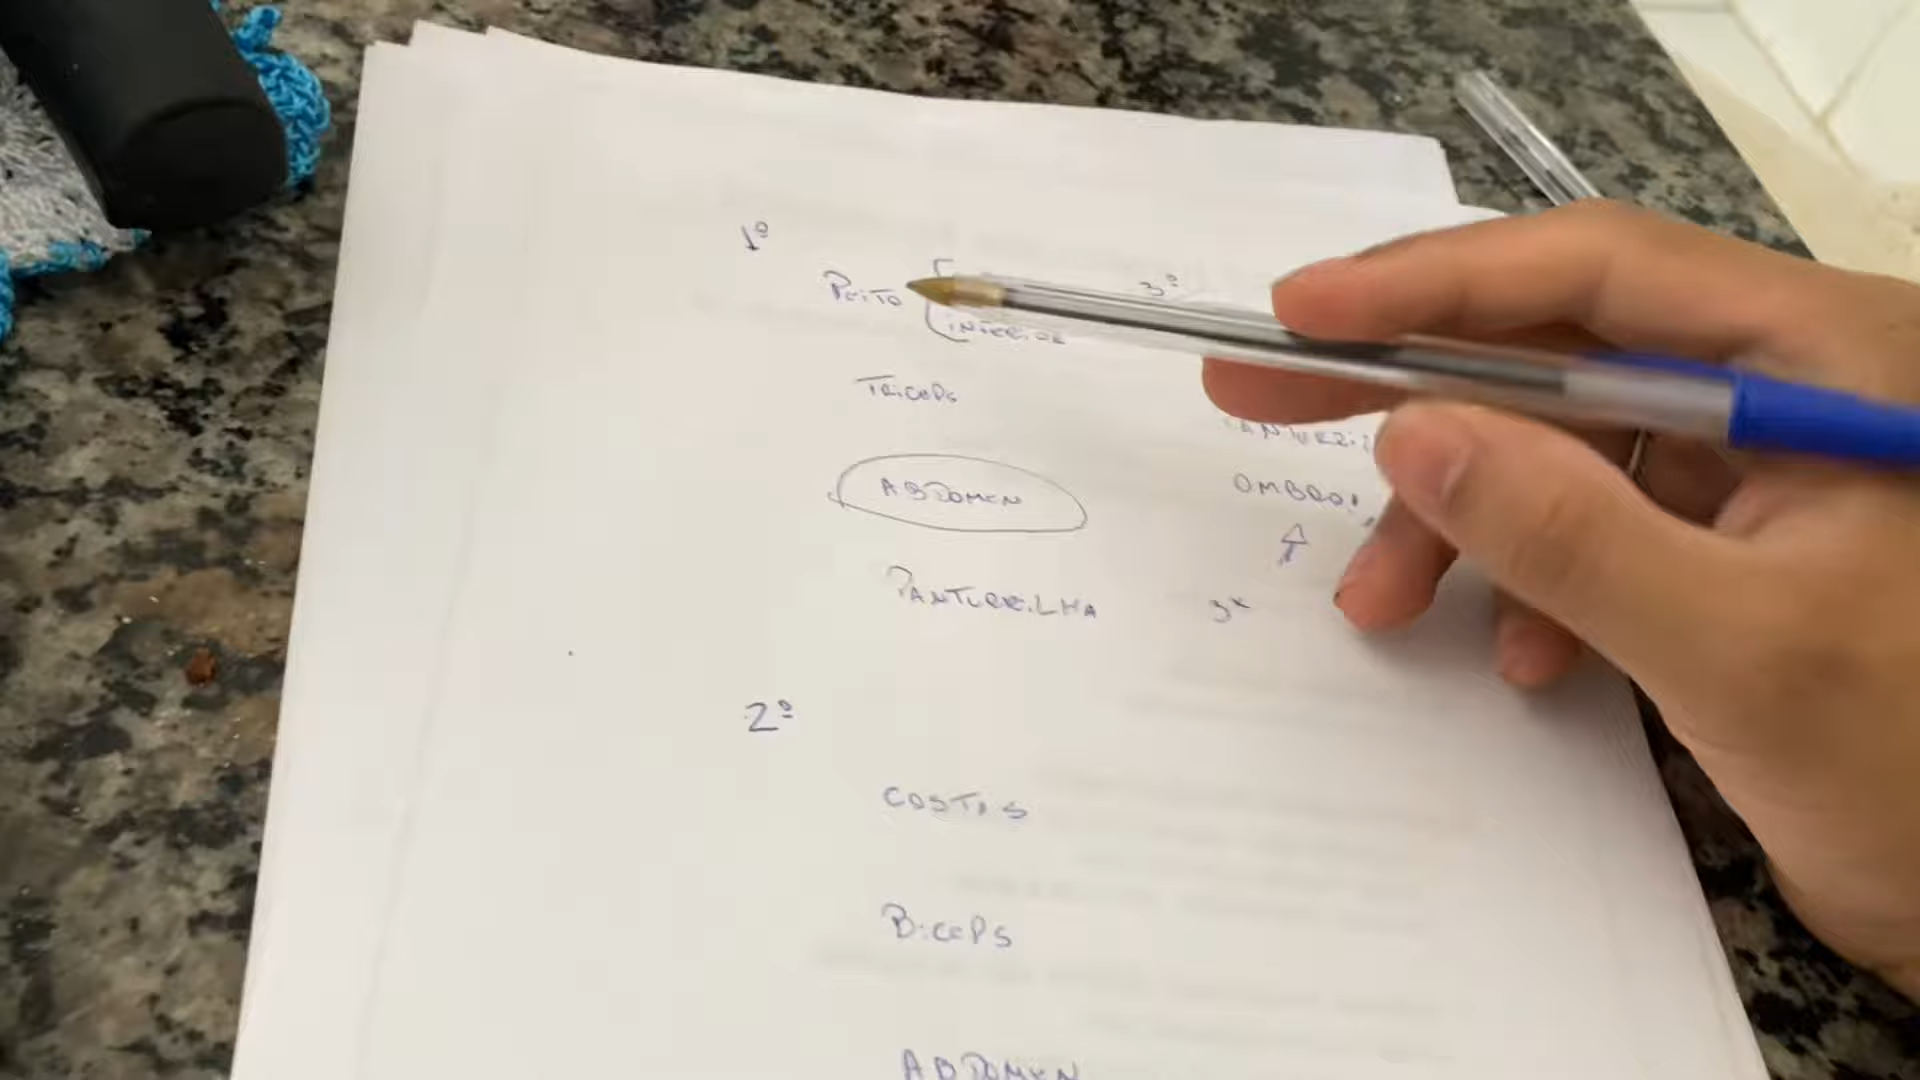 1º
PEITO
INFERIOR
TRICEPS
ABDOMEN
PANTURRILHA 3x
3º
OMBRO
2º
COSTAS
BICEPS
ABDOMEN